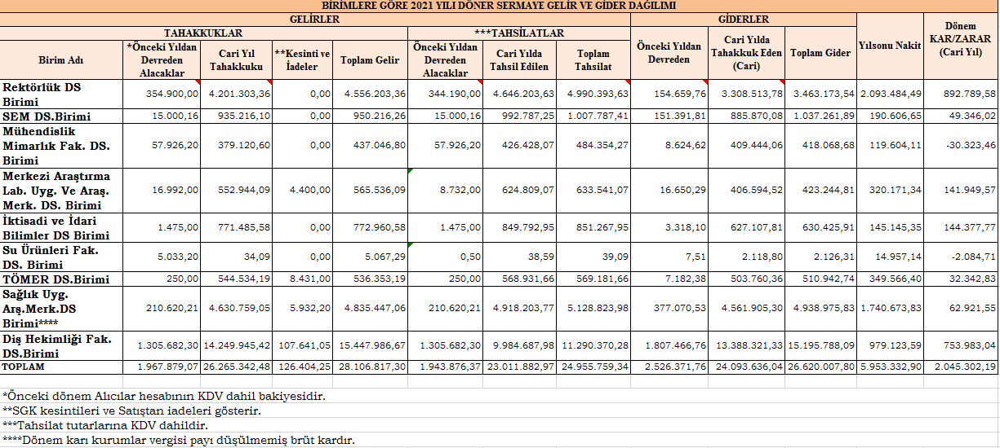 BİRİMLERE GÖRE 2021 YILI DÖNER SERMAYE GELİR VE GİDER DAĞILIMI
GELİRLER GİDERLER Yılsonu Nakit Dönem KAR/ZARAR (Cari Yıl)
TAHAKKUKLAR ***TAHSİLATLAR
Birim Adı *Önceki Yıldan Devreden Alacaklar Cari Yıl Tahakkuku **Kesinti ve İadeler Toplam Gelir Önceki Yıldan Devreden Alacaklar Cari Yılda Tahsil Edilen Toplam Tahsilat Önceki Yıldan Devreden Cari Yılda Tahakkuk Eden (Cari) Toplam Gider
Rektörlük DS Birimi 354.900,00 4.201.303,36 0,00 4.556.203,36 344.190,00 4.646.203,63 4.990.393,63 154.659,76 3.308.513,78 3.463.173,54 2.093.484,49 892.789,58
SEM DS.Birimi 15.000,16 935.216,10 0,00 950.216,26 15.000,16 992.787,25 1.007.787,41 151.391,81 885.870,08 1.037.261,89 190.606,65 49.346,02
Mühendislik Mimarlık Fak. DS. Birimi 57.926,20 379.120,60 0,00 437.046,80 57.926,20 426.428,07 484.354,27 8.624,62 409.444,06 418.068,68 119.604,11 -30.323,46
Merkezi Araştırma Lab. Uyg. Ve Araş. Merk. DS. Birimi 16.992,00 552.944,09 4.400,00 565.536,09 8.732,00 624.809,07 633.541,07 16.650,29 406.594,52 423.244,81 320.171,34 141.949,57
İktisadi ve İdari Bilimler DS Birimi 1.475,00 771.485,58 0,00 772.960,58 1.475,00 849.792,95 851.267,95 3.318,10 627.107,81 630.425,91 145.145,35 144.377,77
Su Ürünleri Fak. DS. Birimi 5.033,20 34,09 0,00 5.067,29 0,50 38,59 39,09 7,51 2.118,80 2.126,31 14.957,14 -2.084,71
TÖMER DS.Birimi 250,00 544.534,19 8.431,00 536.353,19 250,00 568.931,66 569.181,66 7.182,38 503.760,36 510.942,74 349.566,40 32.342,83
Sağlık Uyg. Arş.Merk.DS Birimi**** 210.620,21 4.630.759,05 5.932,20 4.835.447,06 210.620,21 4.918.203,77 5.128.823,98 377.070,53 4.561.905,30 4.938.975,83 1.740.673,83 62.921,55
Diş Hekimliği Fak. DS.Birimi 1.305.682,30 14.249.945,42 107.641,05 15.447.986,67 1.305.682,30 9.984.687,98 11.290.370,28 1.807.466,76 13.388.321,33 15.195.788,09 979.123,59 753.983,04
TOPLAM 1.967.879,07 26.265.342,48 126.404,25 28.106.817,30 1.943.876,37 23.011.882,97 24.955.759,34 2.526.371,76 24.093.636,04 26.620.007,80 5.953.332,90 2.045.302,19
*Önceki dönem Alıcılar hesabının KDV dahil bakiyesidir.
**SGK kesintileri ve Satıştan iadeleri gösterir.
***Tahsilat tutarlarına KDV dahildir.
****Dönem karı kurumlar vergisi payı düşülmemiş brüt kardır.